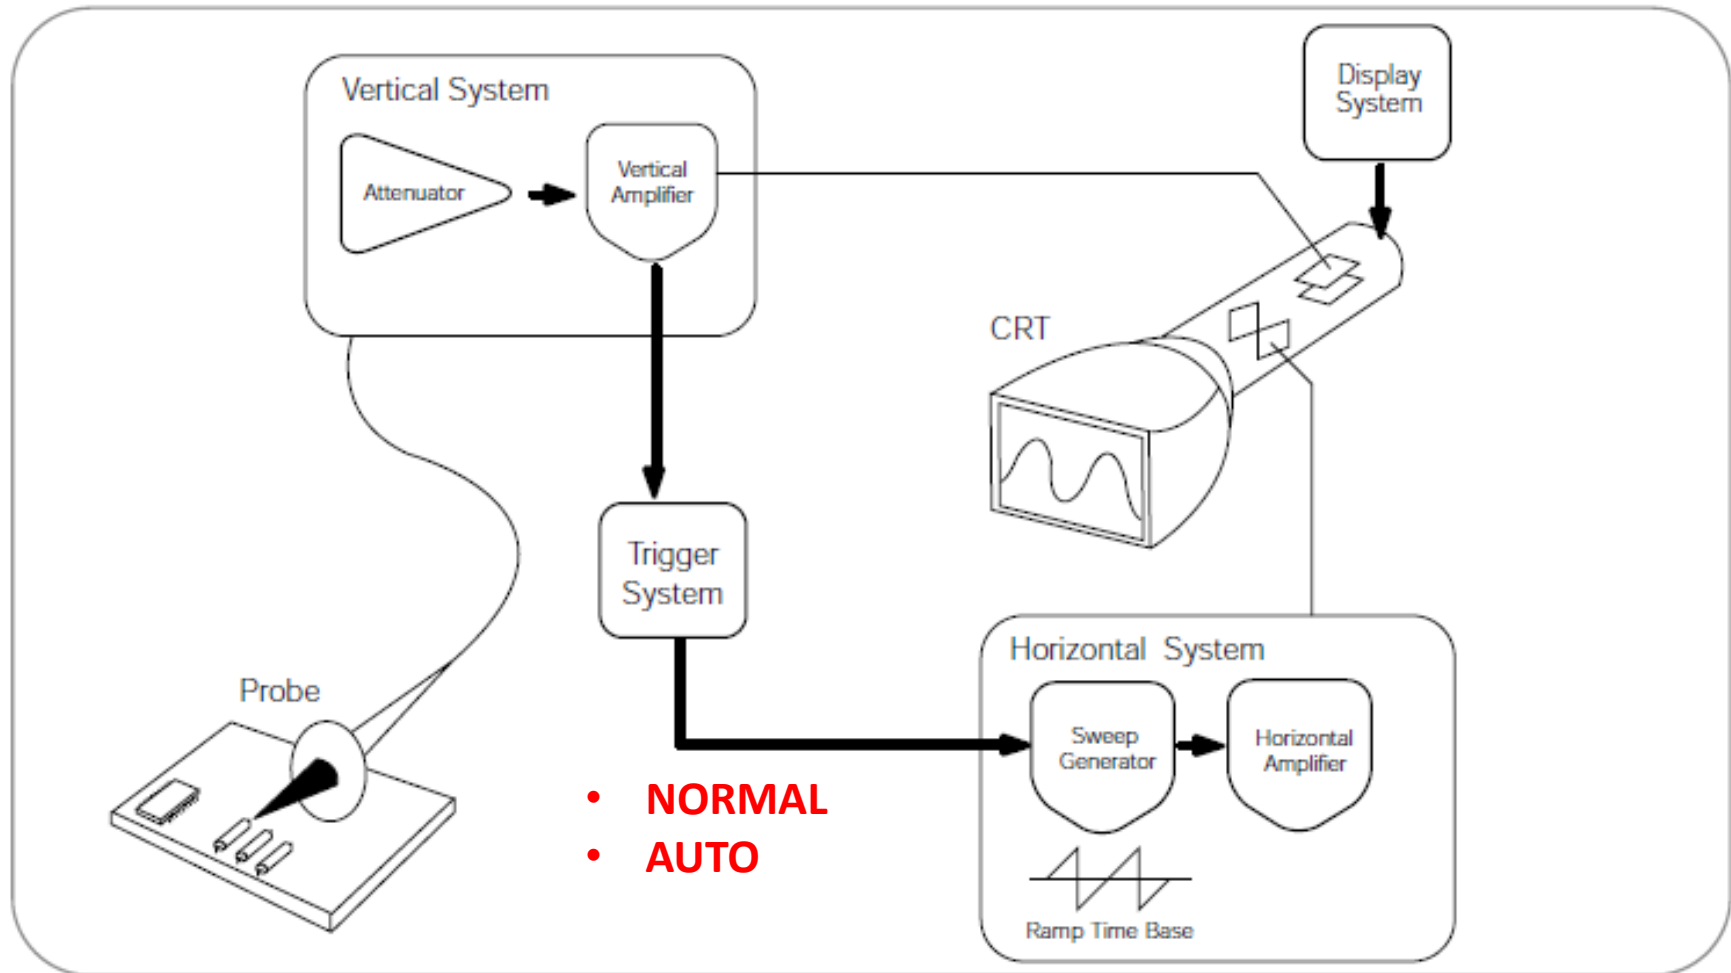 Vertical System
Attenuator
Vertical
Amplifier
Display
System
CRT
Trigger
System
Probe
Horizontal System
Sweep
Generator
Horizontal
Amplifier
Ramp Time Base
• NORMAL
• AUTO